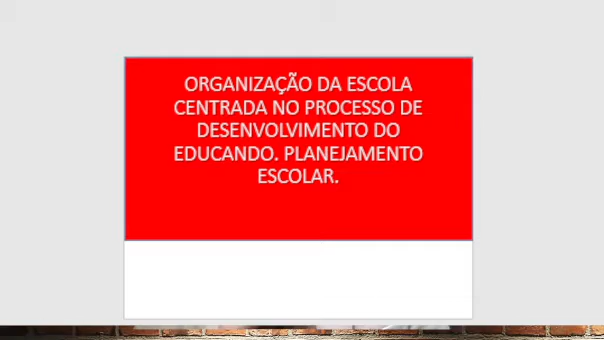 ORGANIZAÇÃO DA ESCOLA
CENTRADA NO PROCESSO DE
DESENVOLVIMENTO DO
EDUCANDO. PLANEJAMENTO
ESCOLAR.